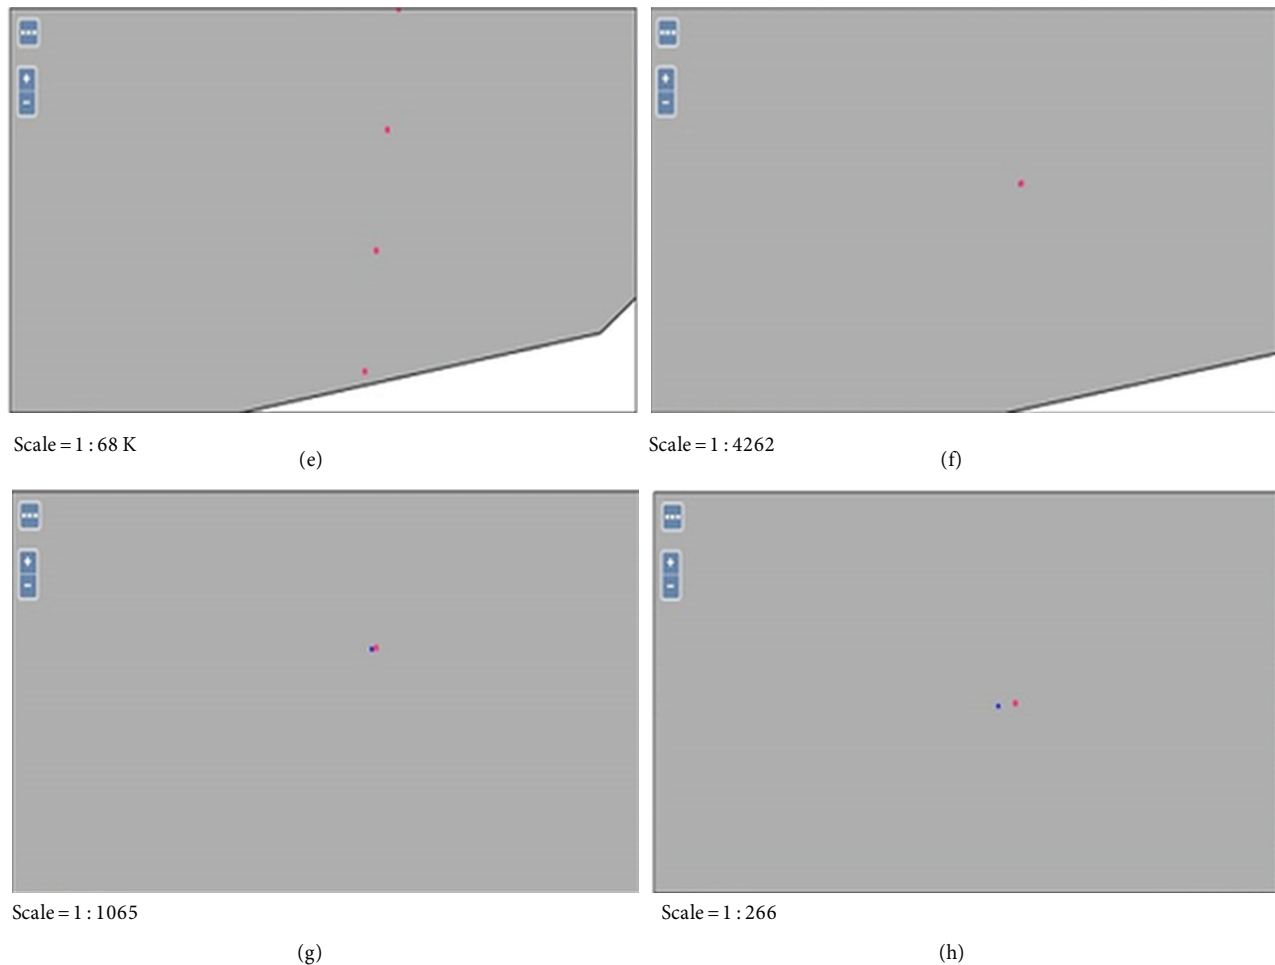 Scale = 1 : 68 K
(e)
Scale = 1 : 4262
(f)
Scale = 1 : 1065
(g)
Scale = 1 : 266
(h)